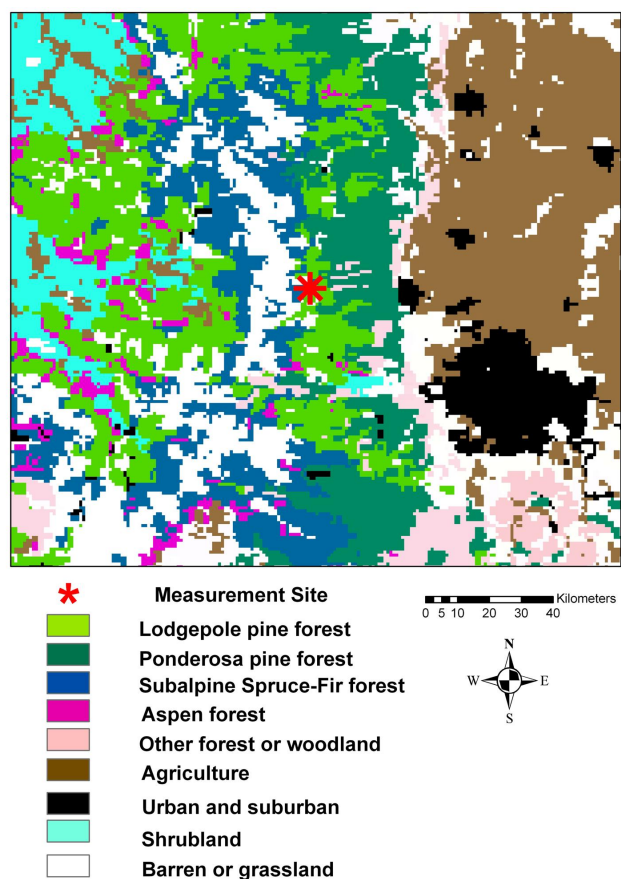 Measurement Site
Lodgepole pine forest
Ponderosa pine forest
Subalpine Spruce-Fir forest
Aspen forest
Other forest or woodland
Agriculture
Urban and suburban
Shrubland
Barren or grassland
Kilometers
0 5 10 20 30 40
N
W E
S